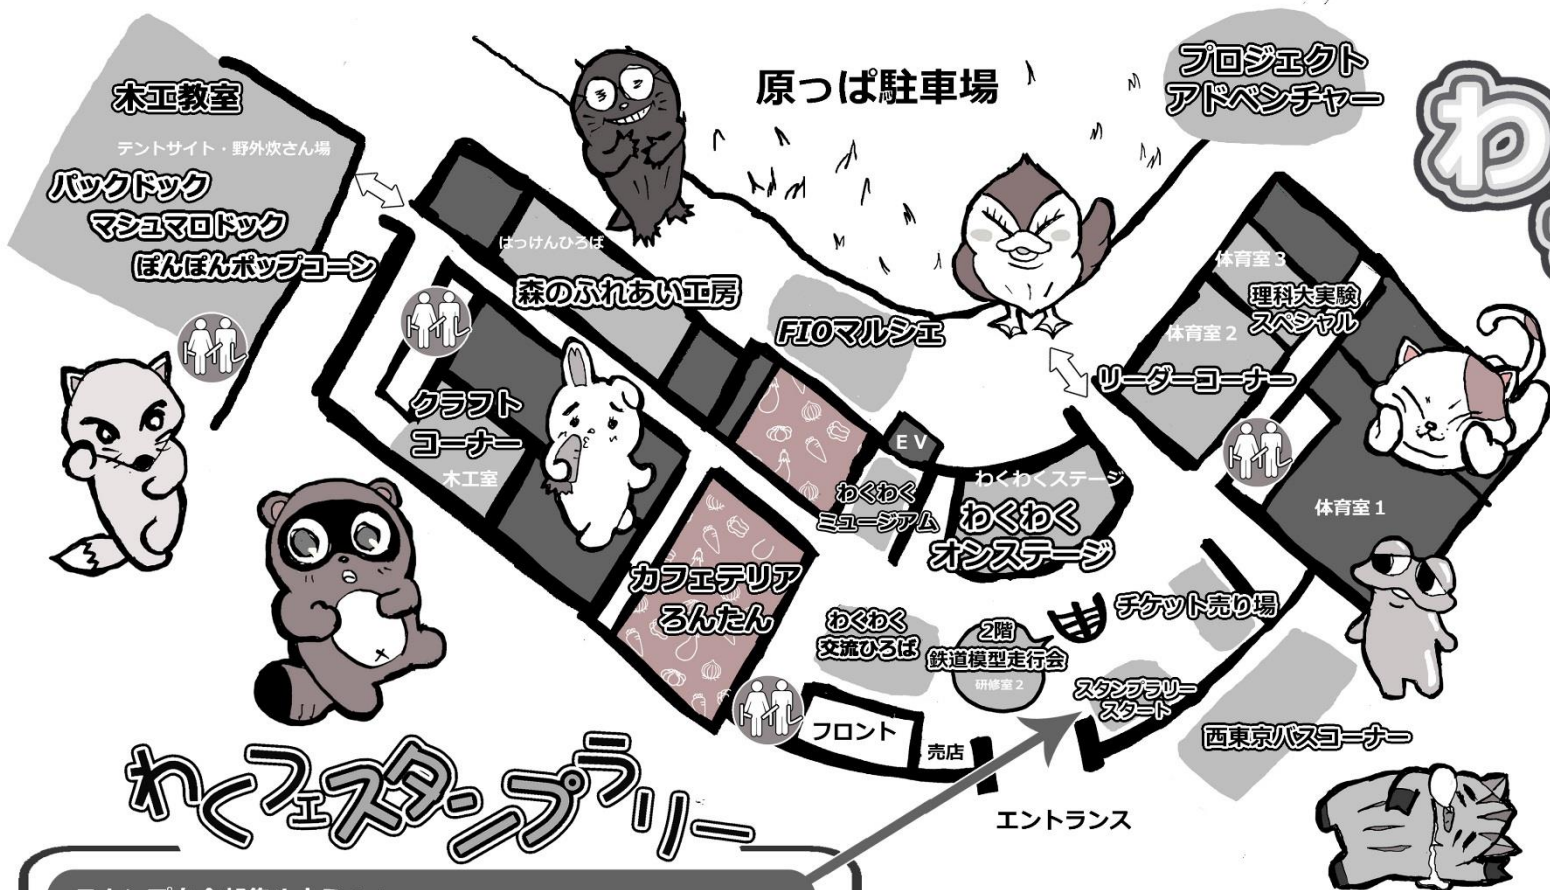 木工教室
テントサイト・野外炊さん場
パックドック
マシュマロドック
ぽんぽんポップコーン
原っぱ駐車場
プロジェクト
アドベンチャー
わ
はっけんひろば
森のふれあい工房
FIOマルシェ
体育室3
理科大実験
スペシャル
体育室2
リーダーコーナー
体育室1
クラフト
コーナー
木工室
EV
わくわく
ミュージアム
わくわくステージ
わくわく
オンステージ
カフェテリア
ろんたん
わくわく
交流ひろば
2階
鉄道模型走行会
研修室2
チケット売り場
スタンプラリー
スタート
西東京バスコーナー
フロント
売店
エントランス
わくフェスタンプラリー